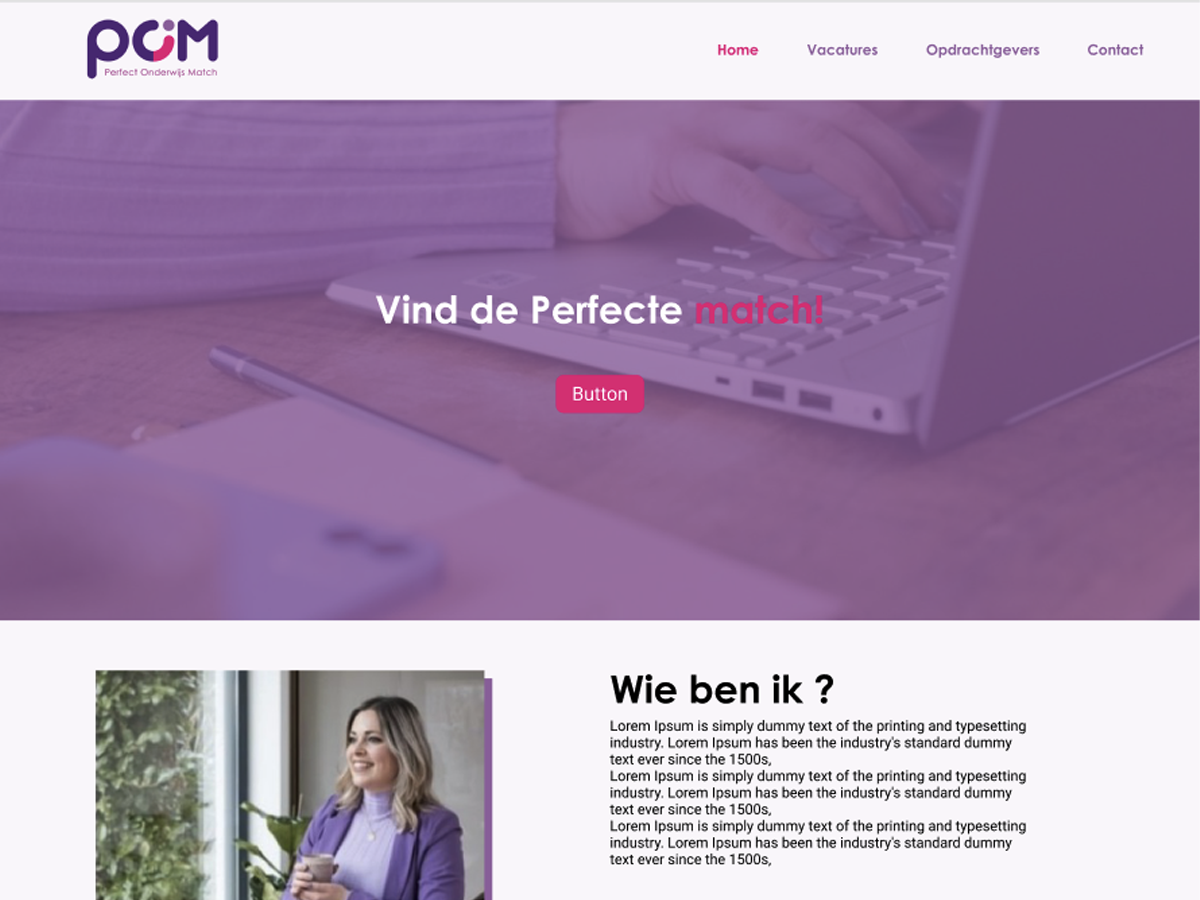 POM
Perfect Onderwijs Match
Home
Vacatures
Opdrachtgevers
Contact
Vind de Perfecte match!
Button
Wie ben ik ?
Lorem Ipsum is simply dummy text of the printing and typesetting
industry. Lorem Ipsum has been the industry's standard dummy
text ever since the 1500s,
Lorem Ipsum is simply dummy text of the printing and typesetting
industry. Lorem Ipsum has been the industry's standard dummy
text ever since the 1500s,
Lorem Ipsum is simply dummy text of the printing and typesetting
industry. Lorem Ipsum has been the industry's standard dummy
text ever since the 1500s,